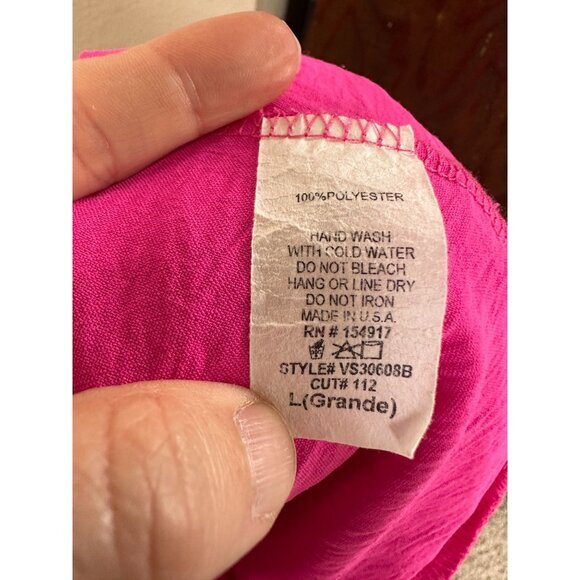 100%POLYESTER
HAND WASH
WITH COLD WATER
DO NOT BLEACH
HANG OR LINE DRY
DO NOT IRON
MADE IN U.S.A.
RN # 154917
STYLE# VS30608B
CUT# 112
L(Grande)